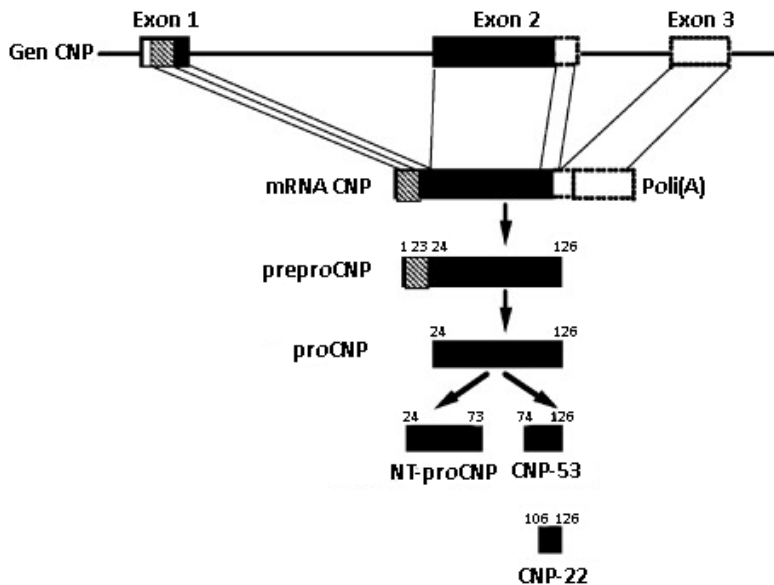 Exon 1 Exon 2 Exon 3
Gen CNP
mRNA CNP Poli(A)
1 23 24 126
preproCNP
24 126
proCNP
24 73 74 126
NT-proCNP CNP-53
106 126
CNP-22